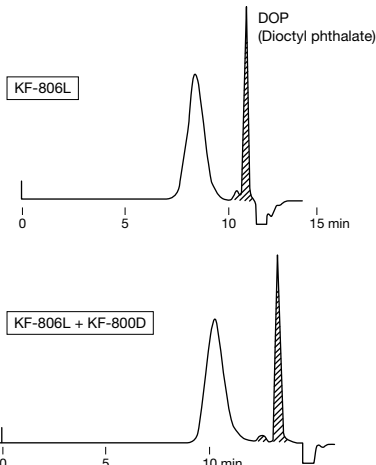 DOP
(Dioctyl phthalate)
KF-806L
0 5 10 15 min
KF-806L + KF-800D
0 5 10 min